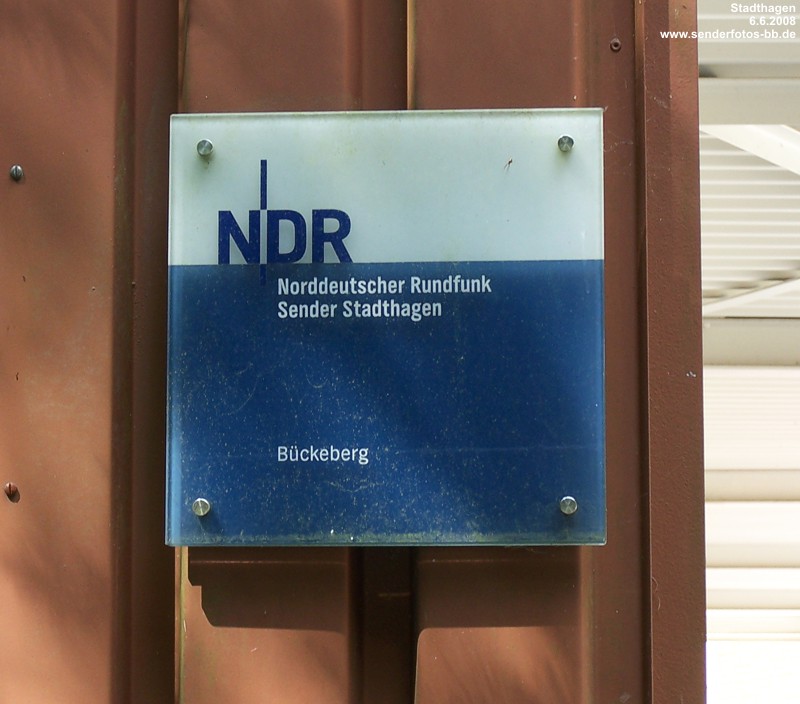 Stadthagen
6.6.2008
www.senderfotos-bb.de
NDR
Norddeutscher Rundfunk
Sender Stadthagen
Bückeberg